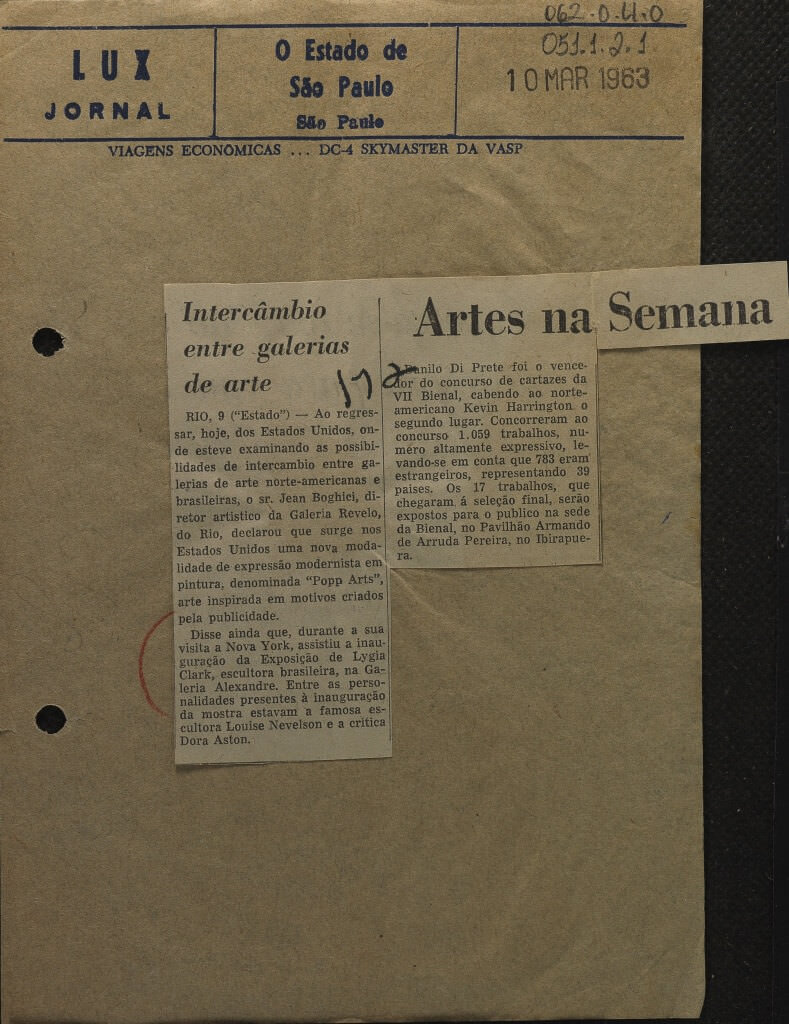 062.0.4.0
LUX
JORNAL
O Estado de
São Paulo
São Paulo
051.1.2.1
10 MAR 1963
VIAGENS ECONOMICAS ... DC-4 SKYMASTER DA VASP
Intercâmbio
entre galerias
de arte
RIO, 9 ("Estado") — Ao regres-
sar, hoje, dos Estados Unidos, on-
de esteve examinando as possibi-
lidades de intercambio entre ga-
lerias de arte norte-americanas e
brasileiras, o sr. Jean Boghici, di-
retor artistico da Galeria Revelo,
do Rio, declarou que surge nos
Estados Unidos uma nova moda-
lidade de expressão modernista em
pintura, denominada "Popp Arts",
arte inspirada em motivos criados
pela publicidade.
Disse ainda que, durante a sua
visita a Nova York, assistiu a inau-
guração da Exposição de Lygia
Clark, escultora brasileira, na Ga-
leria Alexandre. Entre as perso-
nalidades presentes à inauguração
da mostra estavam a famosa es-
cultora Louise Nevelson e a critica
Dora Aston.
Artes na Semana
Danilo Di Prete foi o vence-
dor do concurso de cartazes da
VII Bienal, cabendo ao norte-
americano Kevin Harrington o
segundo lugar. Concorreram ao
concurso 1.059 trabalhos, nu-
méro altamente expressivo, le-
vando-se em conta que 783 eram
estrangeiros, representando 39
paises. Os 17 trabalhos, que
chegaram á seleção final, serão
expostos para o publico na sede
da Bienal, no Pavilhão Armando
de Arruda Pereira, no Ibirapue-
ra.